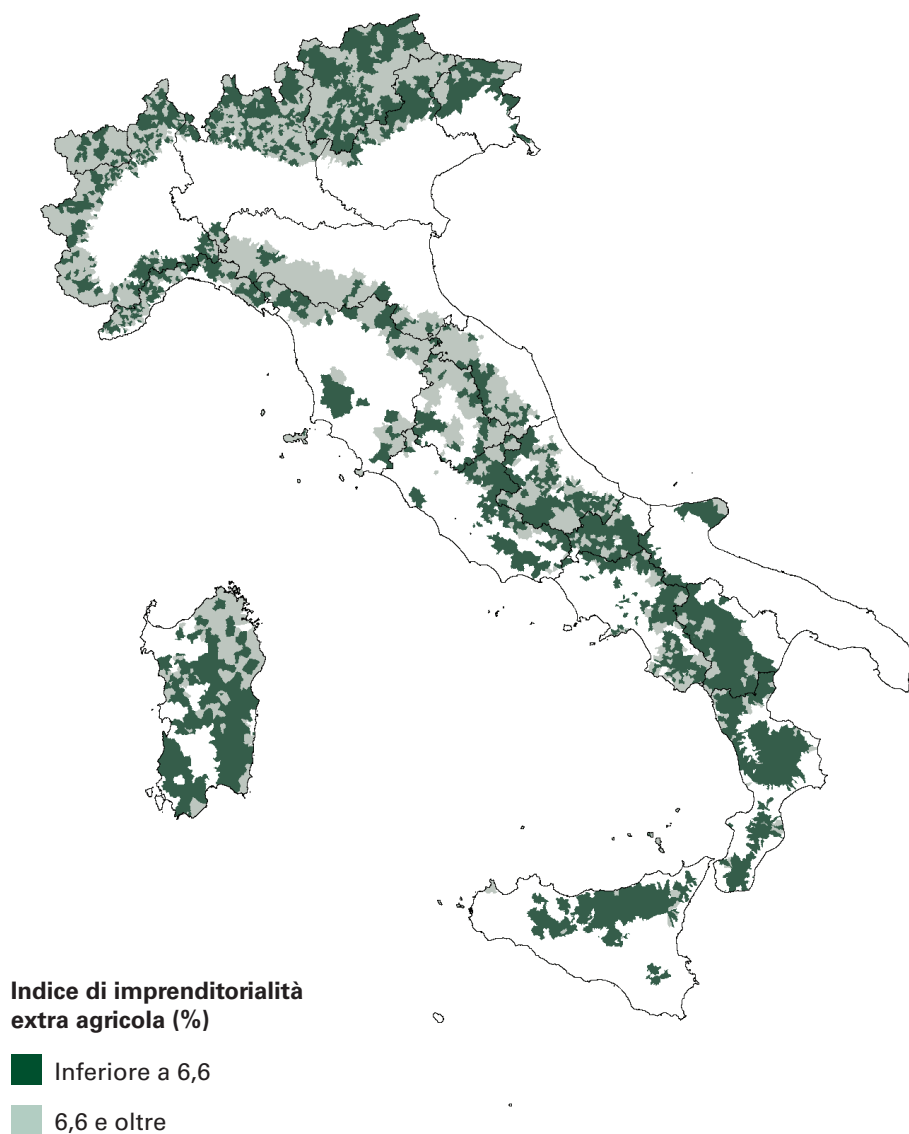 Indice di imprenditorialità
extra agricola (%)
Inferiore a 6,6
6,6 e oltre